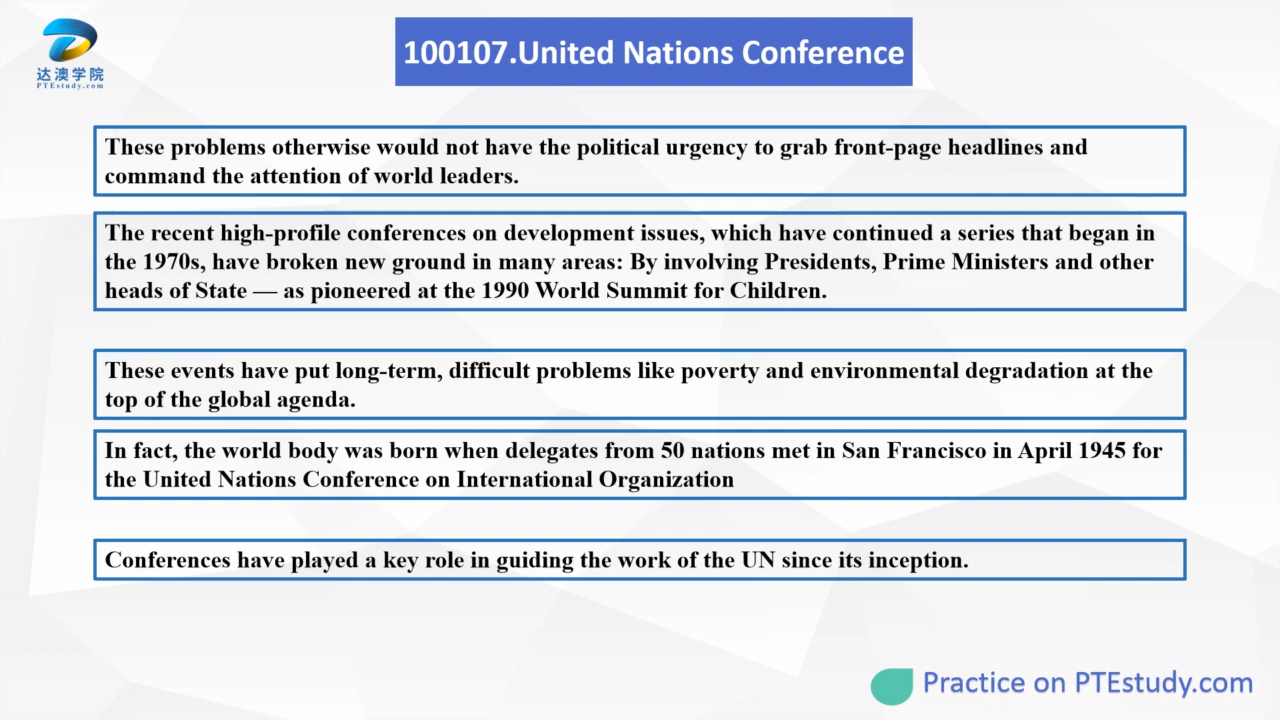 达澳学院
PTEstudy.com
100107.United Nations Conference
These problems otherwise would not have the political urgency to grab front-page headlines and
command the attention of world leaders.
The recent high-profile conferences on development issues, which have continued a series that began in
the 1970s, have broken new ground in many areas: By involving Presidents, Prime Ministers and other
heads of State — as pioneered at the 1990 World Summit for Children.
These events have put long-term, difficult problems like poverty and environmental degradation at the
top of the global agenda.
In fact, the world body was born when delegates from 50 nations met in San Francisco in April 1945 for
the United Nations Conference on International Organization
Conferences have played a key role in guiding the work of the UN since its inception.
Practice on PTEstudy.com